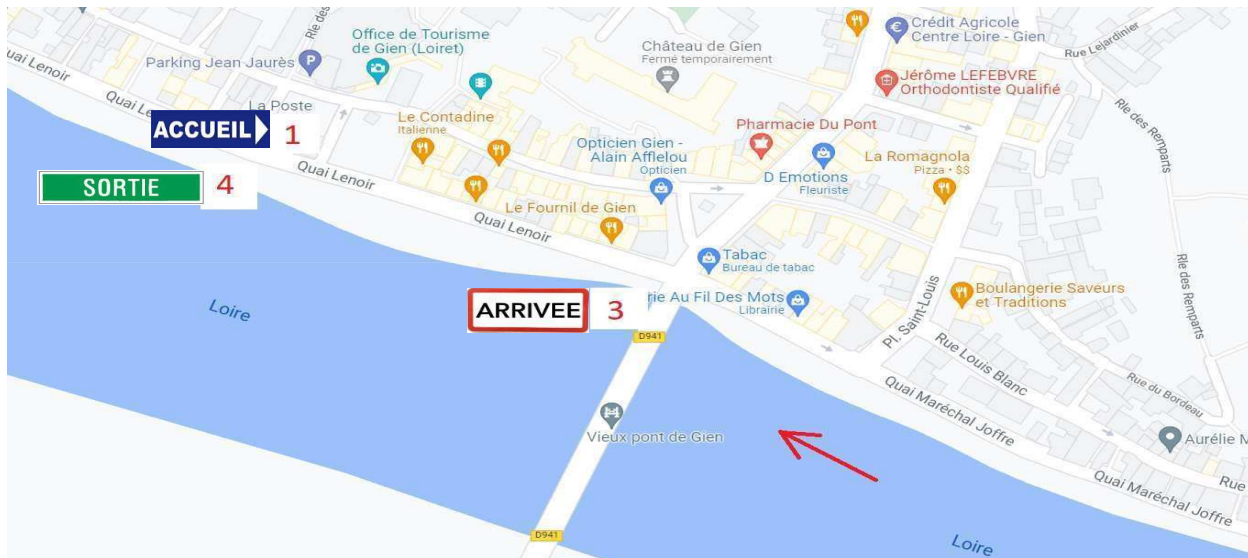 Office de Tourisme
de Gien (Loiret)
Rle des
Parking Jean Jaurès
Château de Gien
Fermé temporairement
Crédit Agricole
Centre Loire - Gien
Rue Lejardinier
uai Lenoir
Quai
La Poste
ACCUEIL
1
Le Contadine
Italienne
Jérôme LEFEBVRE
Orthodontiste Qualifié
Rle des Remparts
Pharmacie Du Pont
Opticien Gien -
Alain Afflelou
Opticien
D Emotions
Fleuriste
La Romagnola
Pizza • $$
Quai Lenoir
SORTIE
4
Le Fournil de Gien
Quai Lenoir
Tabac
Bureau de tabac
Rle des Remparts
rie Au Fil Des Mots
Librairie
Boulangerie Saveurs
et Traditions
Loire
ARRIVEE
3
D941
Pl. Saint-Louis
Rue Louis Blanc
Rue du Bordeau
Quai Maréchal Joffre
Vieux pont de Gien
Aurélie M
Quai Maréchal Joffre
Rue
D941
Loire